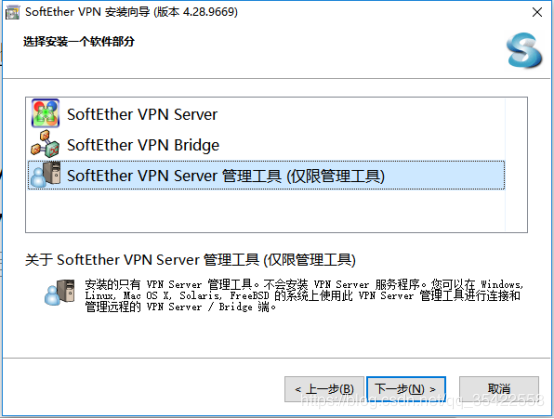 SoftEther VPN 安装向导 (版本 4.28.9669)
选择安装一个软件部分
SoftEther VPN Server
SoftEther VPN Bridge
SoftEther VPN Server 管理工具 (仅限管理工具)
关于 SoftEther VPN Server 管理工具 (仅限管理工具)
安装的只有 VPN Server 管理工具。不会安装 VPN Server 服务程序。您可以在 Windows,
Linux, Mac OS X, Solaris, FreeBSD 的系统上使用此 VPN Server 管理工具进行连接和
管理远程的 VPN Server / Bridge 端。
< 上一步(B) 下一步(N) > 取消
https://blog.csdn.net/qq_35422558